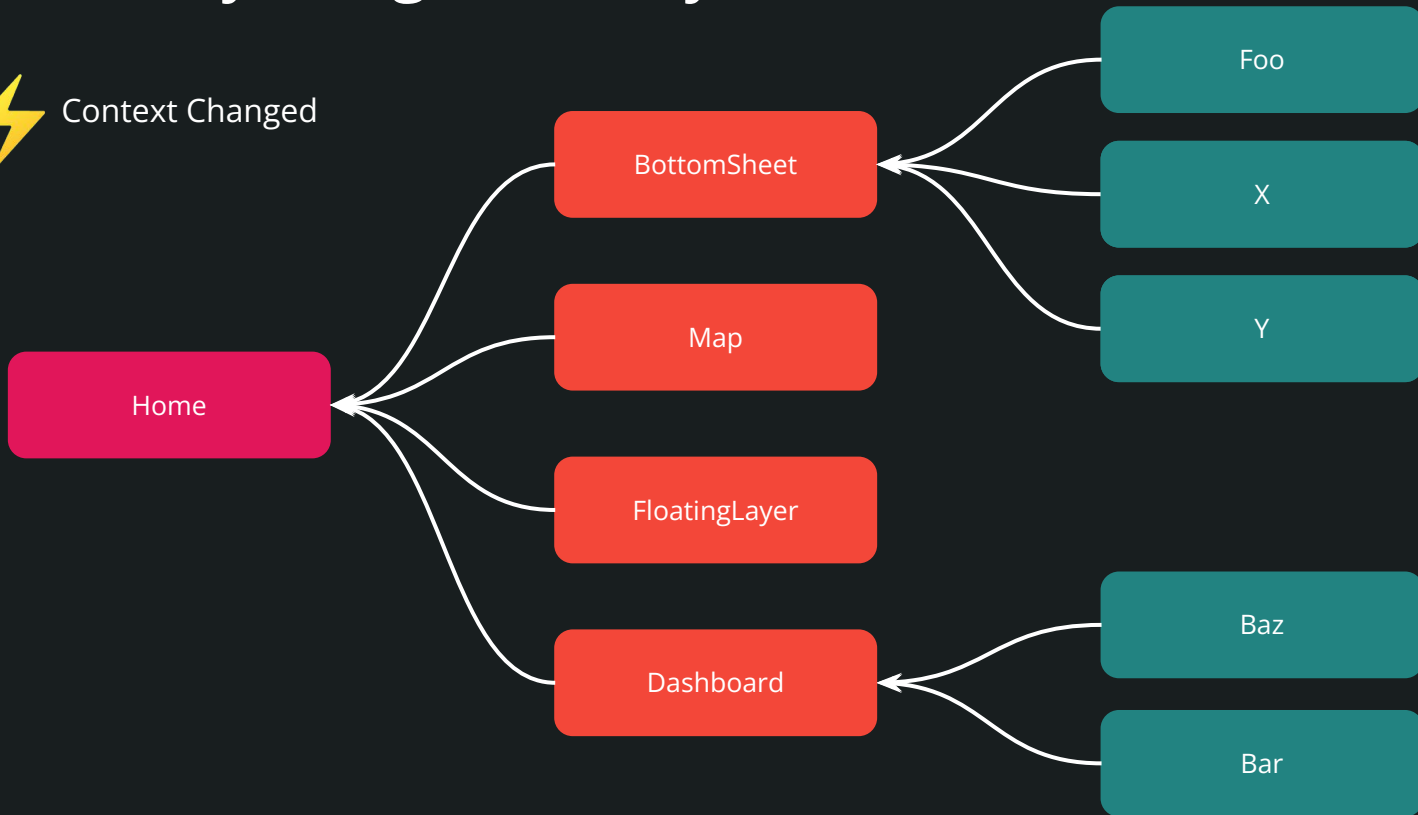 Context Changed
Foo
BottomSheet
X
Y
Map
Home
FloatingLayer
Baz
Dashboard
Bar